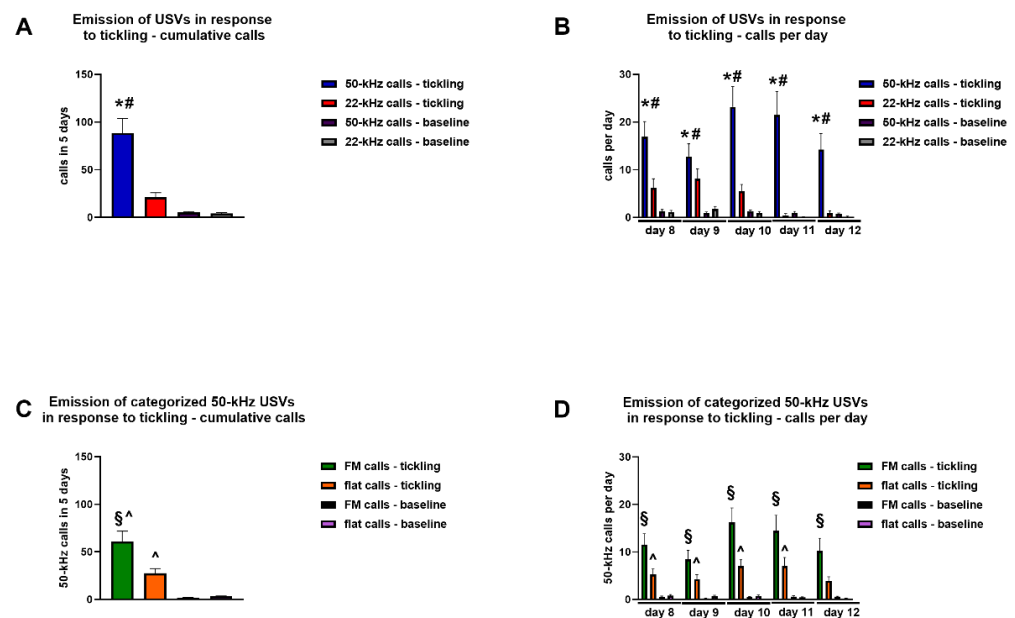 A
Emission of USVs in response
to tickling - cumulative calls
150
100
50
0
calls in 5 days
*#
50-kHz calls - tickling
22-kHz calls - tickling
50-kHz calls - baseline
22-kHz calls - baseline
B
Emission of USVs in response
to tickling - calls per day
30
20
10
0
calls per day
*# *# *# *# *#
day 8 day 9 day 10 day 11 day 12
50-kHz calls - tickling
22-kHz calls - tickling
50-kHz calls - baseline
22-kHz calls - baseline
C
Emission of categorized 50-kHz USVs
in response to tickling - cumulative calls
150
100
50
0
50-kHz calls in 5 days
§^ ^
FM calls - tickling
flat calls - tickling
FM calls - baseline
flat calls - baseline
D
Emission of categorized 50-kHz USVs
in response to tickling - calls per day
30
20
10
0
50-kHz calls per day
§ ^ § ^ § ^ § ^ §
day 8 day 9 day 10 day 11 day 12
FM calls - tickling
flat calls - tickling
FM calls - baseline
flat calls - baseline